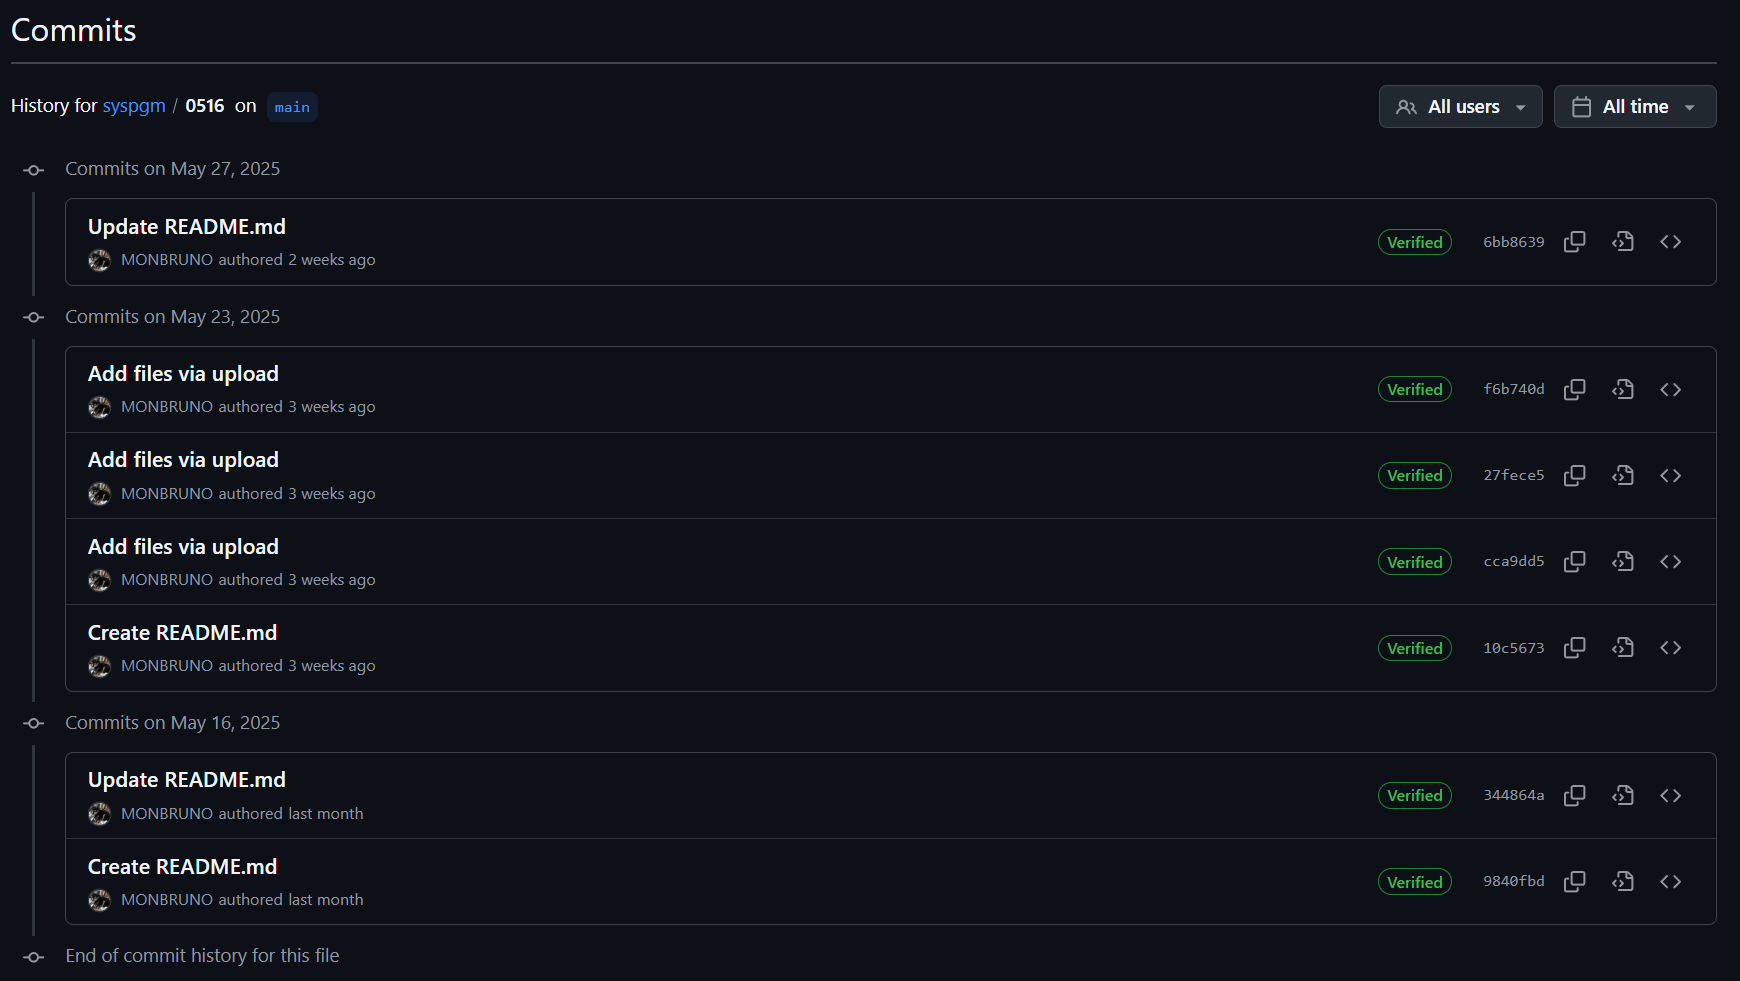 Commits
History for syspgm / 0516 on main
All users
All time
Commits on May 27, 2025
Update README.md
Verified
6bb8639
MONBRUNO authored 2 weeks ago
Commits on May 23, 2025
Add files via upload
Verified
f6b740d
MONBRUNO authored 3 weeks ago
Add files via upload
Verified
27fece5
MONBRUNO authored 3 weeks ago
Add files via upload
Verified
cca9dd5
MONBRUNO authored 3 weeks ago
Create README.md
Verified
10c5673
MONBRUNO authored 3 weeks ago
Commits on May 16, 2025
Update README.md
Verified
344864a
MONBRUNO authored last month
Create README.md
Verified
9840fbd
MONBRUNO authored last month
End of commit history for this file